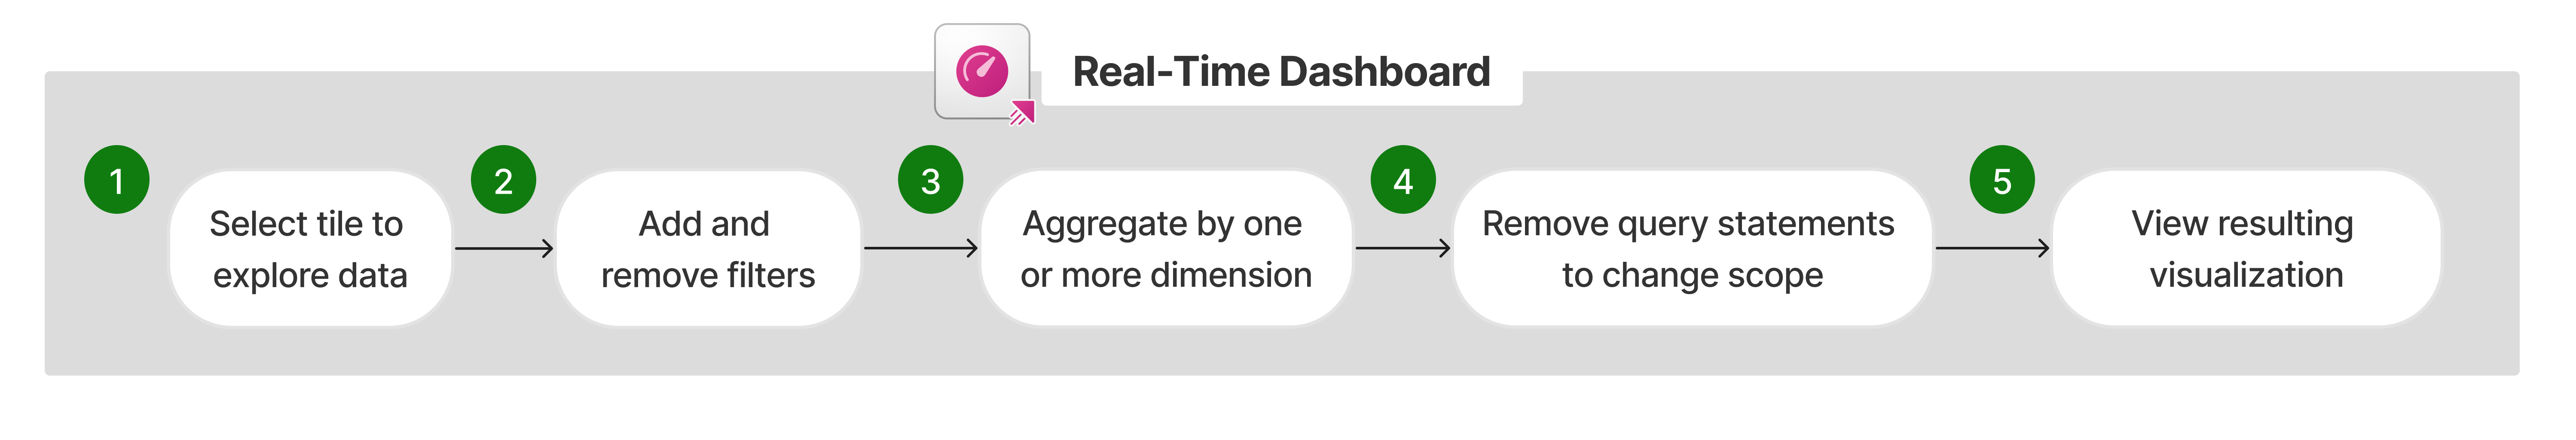 Real-Time Dashboard
1
Select tile to
explore data
2
Add and
remove filters
3
Aggregate by one
or more dimension
4
Remove query statements
to change scope
5
View resulting
visualization